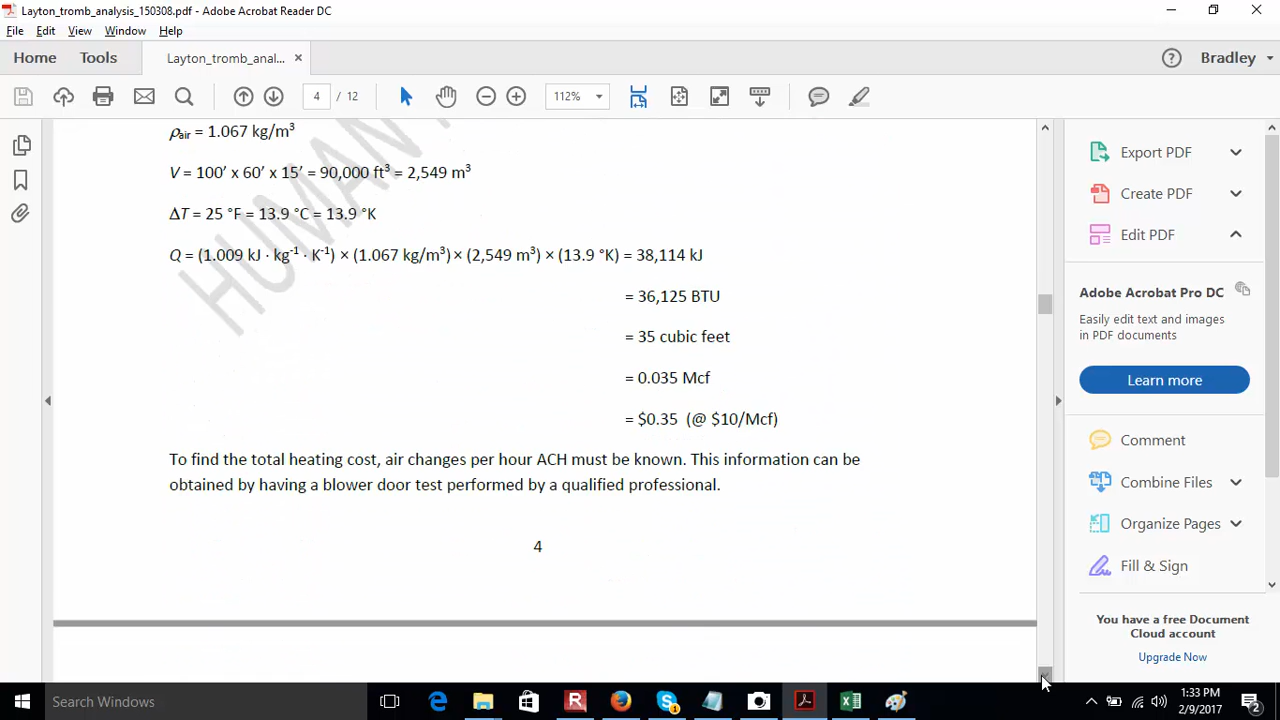 Layton_tromb_analysis_150308.pdf - Adobe Acrobat Reader DC
File Edit View Window Help
Home Tools Layton_tromb_anal... × ? Bradley
4 / 12 112%
ρair = 1.067 kg/m³
V = 100’ x 60’ x 15’ = 90,000 ft³ = 2,549 m³
ΔT = 25 °F = 13.9 °C = 13.9 °K
Q = (1.009 kJ · kg⁻¹ · K⁻¹) × (1.067 kg/m³) × (2,549 m³) × (13.9 °K) = 38,114 kJ
= 36,125 BTU
= 35 cubic feet
= 0.035 Mcf
= $0.35 (@ $10/Mcf)
To find the total heating cost, air changes per hour ACH must be known. This information can be
obtained by having a blower door test performed by a qualified professional.
4
HUMAN
Export PDF
Create PDF
Edit PDF
Adobe Acrobat Pro DC
Easily edit text and images
in PDF documents
Learn more
Comment
Combine Files
Organize Pages
Fill & Sign
You have a free Document
Cloud account
Upgrade Now
Search Windows
1:33 PM
2/9/2017